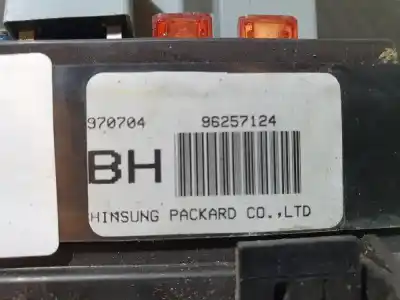 970704 96257124
BH
HINSUNG PACKARD CO.,LTD